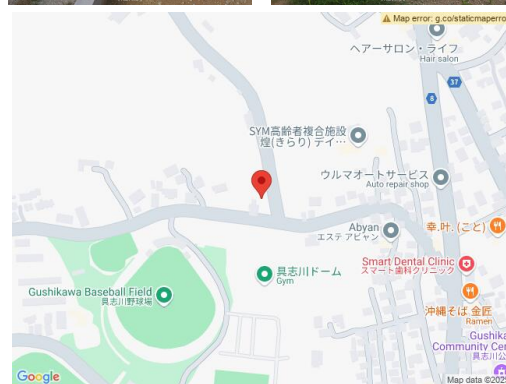 Map error: g.co/staticmaperro
ヘアーサロン・ライフ
Hair salon
37
8
SYM高齢者複合施設
煌(きらり) デイ…
ウルマオートサービス
Auto repair shop
Abyan
エステ アビヤン
幸.叶. (こと)
Smart Dental Clinic
スマート歯科クリニック
具志川ドーム
Gym
Gushikawa Baseball Field
具志川野球場
沖縄そば 金匠
Ramen
Gushika
Community Cen
具志川公
Google
Map data ©2025